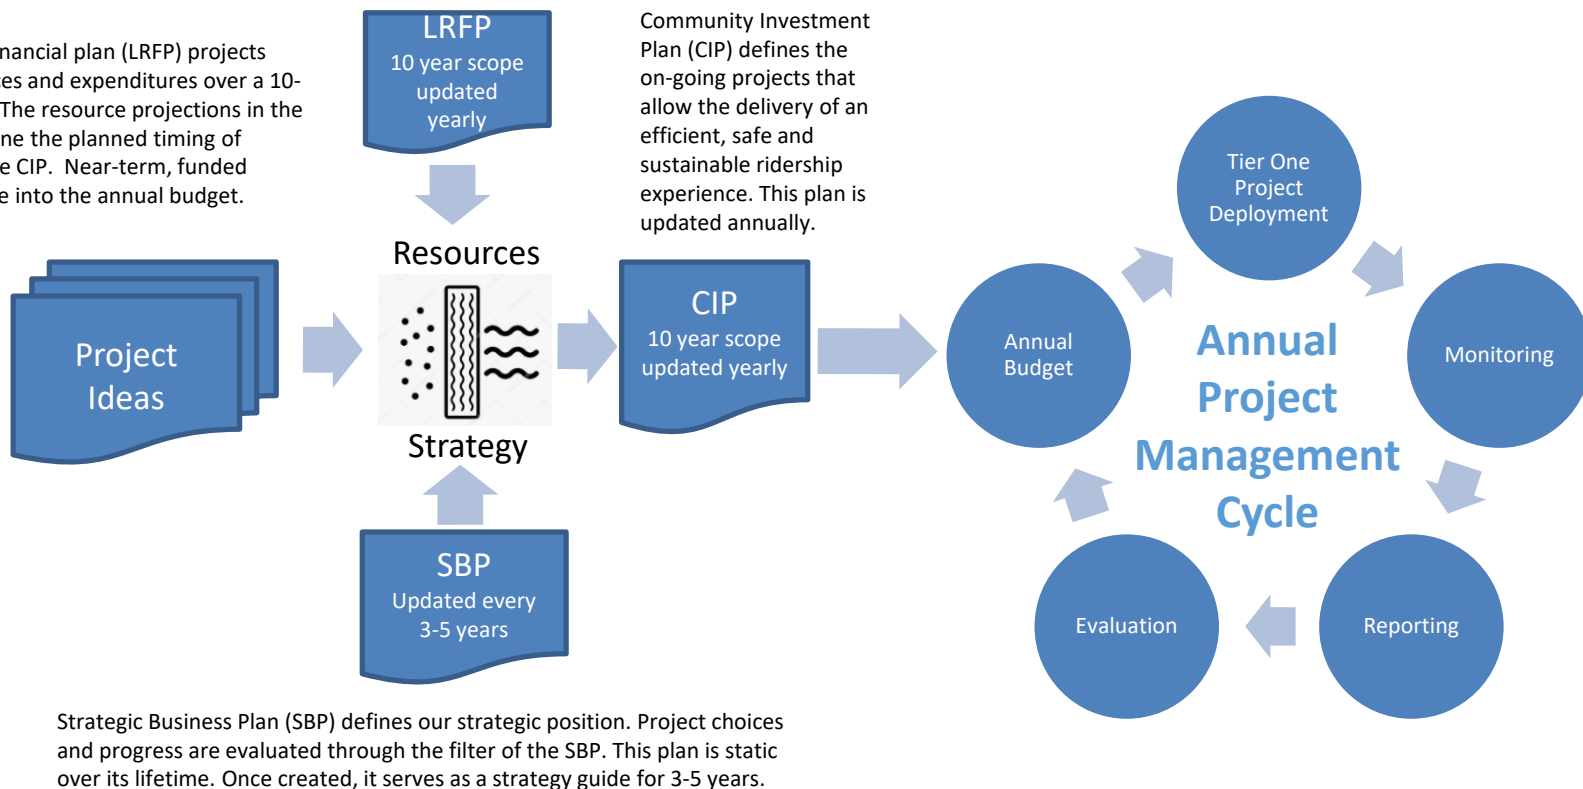 inancial plan (LRFP) projects
ces and expenditures over a 10-
The resource projections in the
ne the planned timing of
e CIP.  Near-term, funded
e into the annual budget.
LRFP
10 year scope
updated
yearly
Community Investment
Plan (CIP) defines the
on-going projects that
allow the delivery of an
efficient, safe and
sustainable ridership
experience. This plan is
updated annually.
Resources
Project
Ideas
Strategy
CIP
10 year scope
updated yearly
SBP
Updated every
3-5 years
Strategic Business Plan (SBP) defines our strategic position. Project choices
and progress are evaluated through the filter of the SBP. This plan is static
over its lifetime. Once created, it serves as a strategy guide for 3-5 years.
Tier One
Project
Deployment
Annual
Budget
Annual
Project
Management
Cycle
Monitoring
Evaluation
Reporting